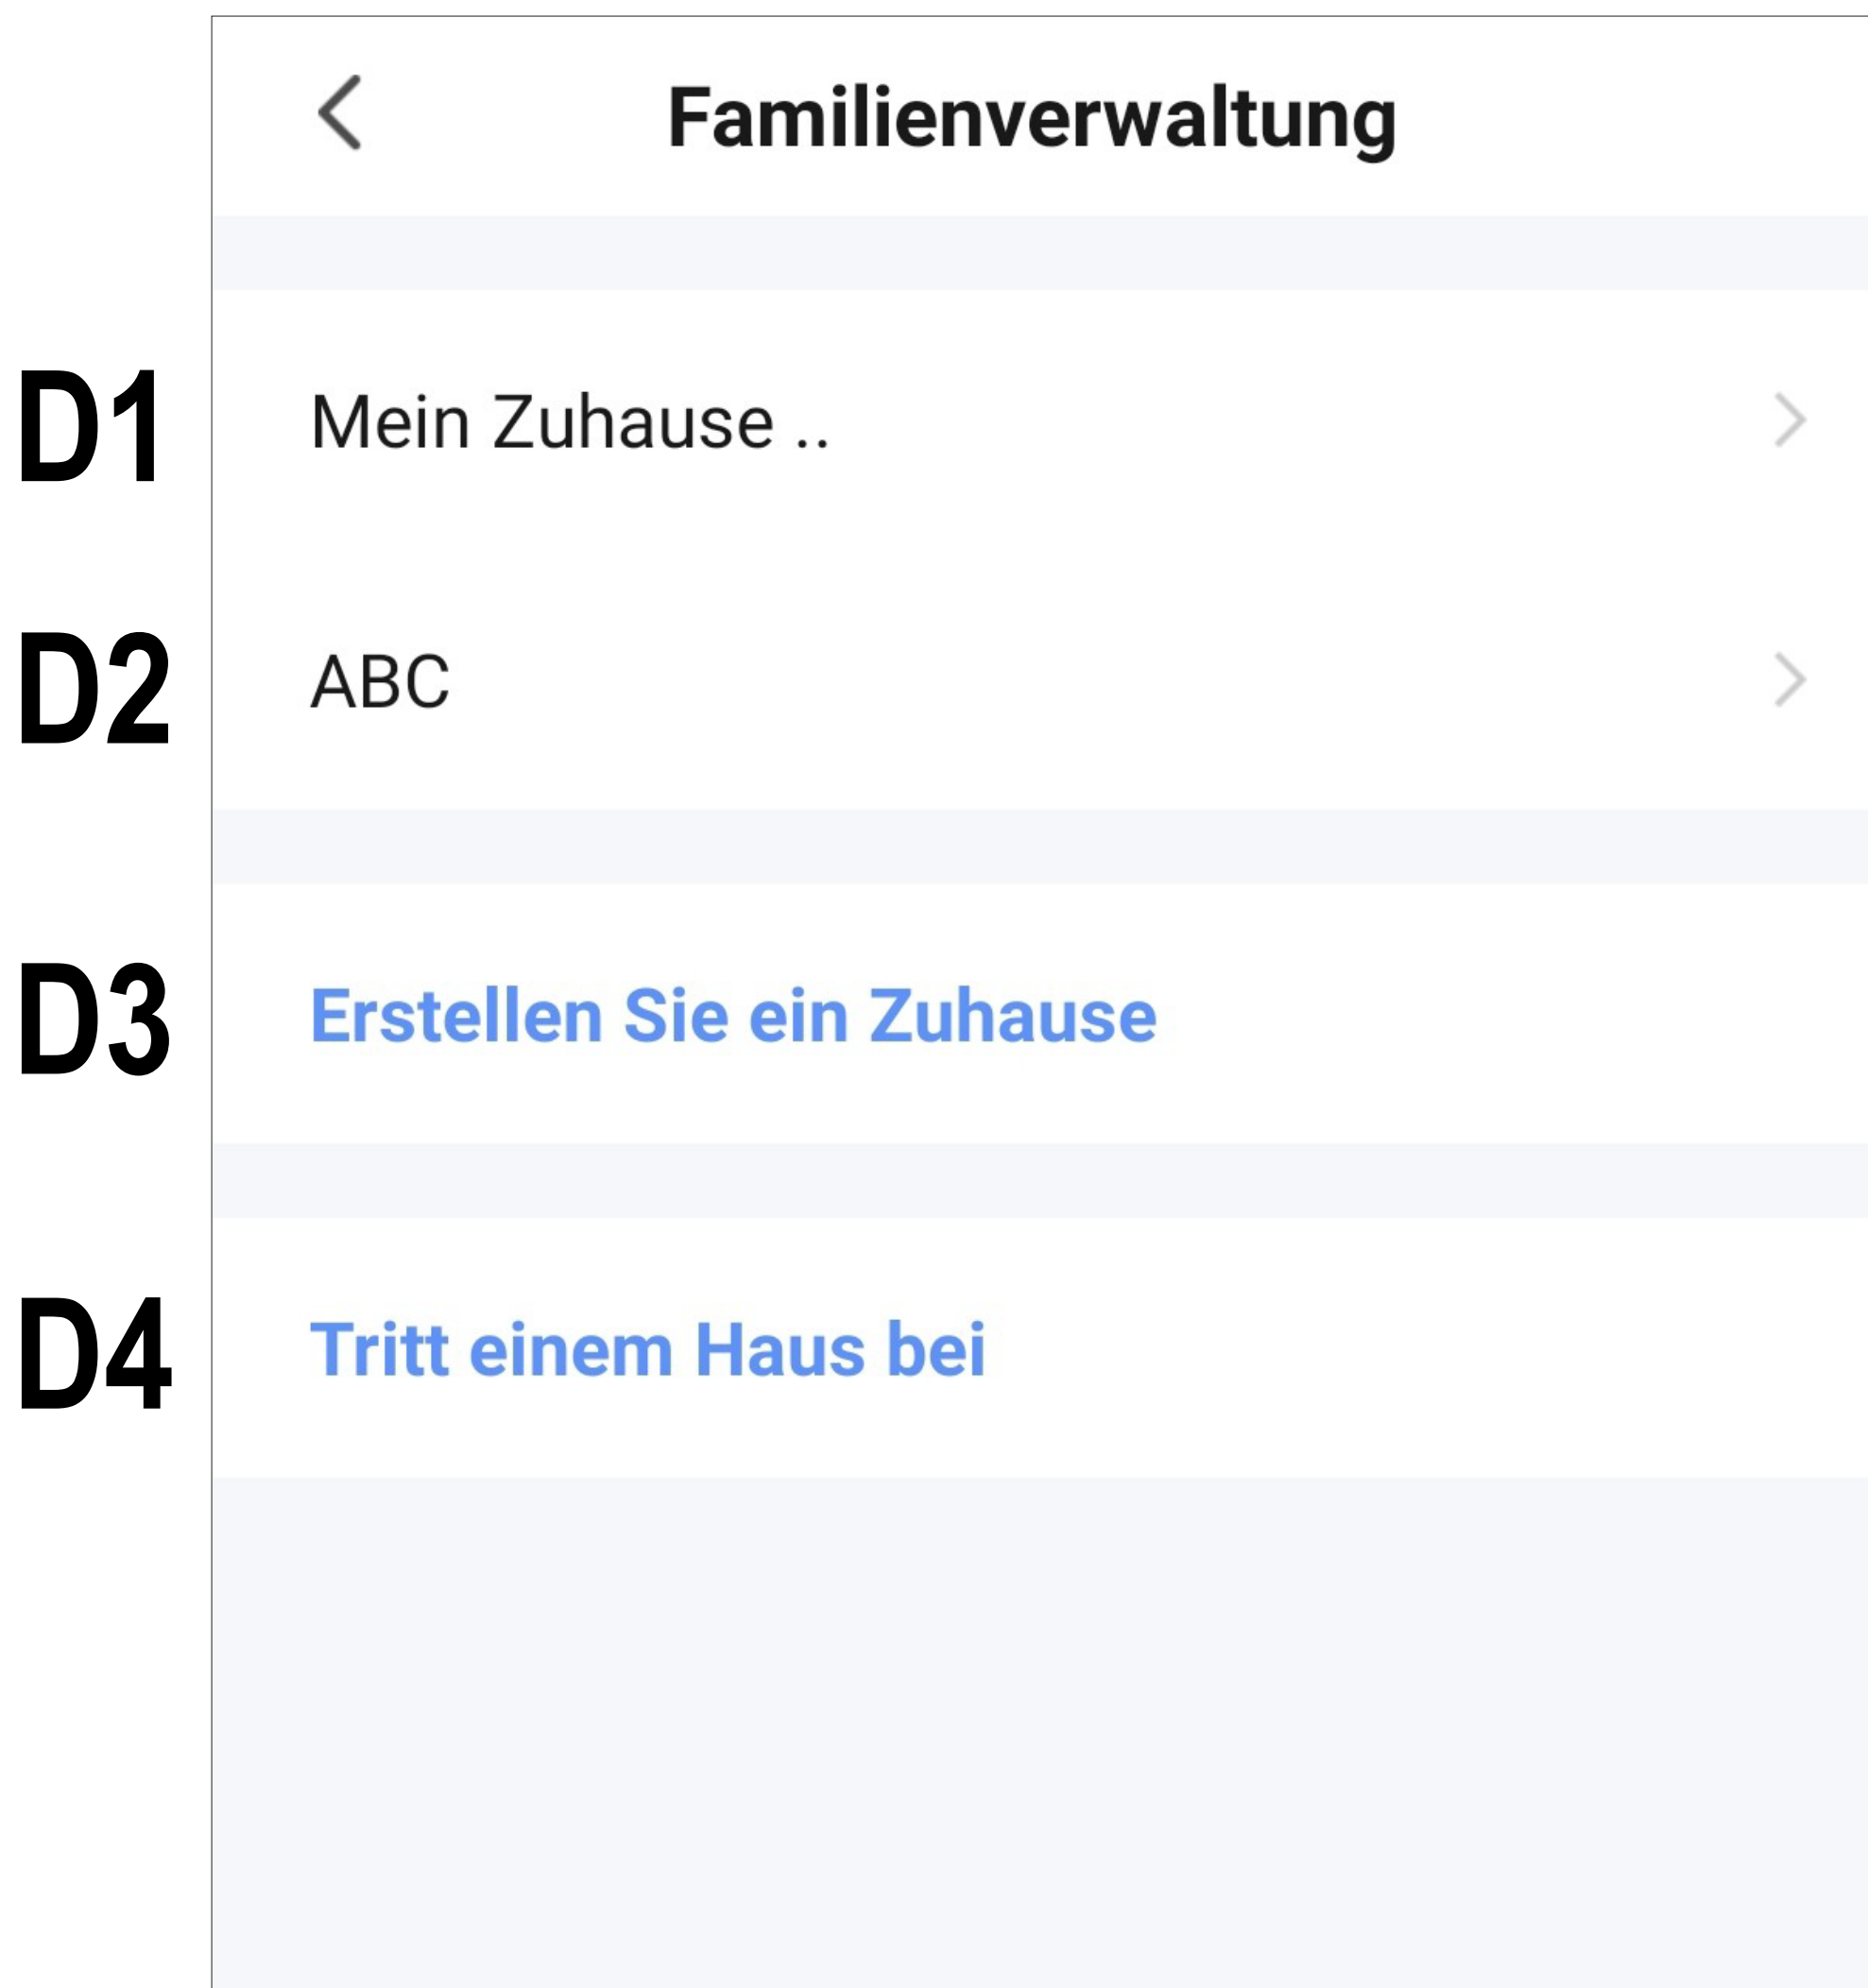 Familienverwaltung
D1 Mein Zuhause ..
D2 ABC
D3 Erstellen Sie ein Zuhause
D4 Tritt einem Haus bei